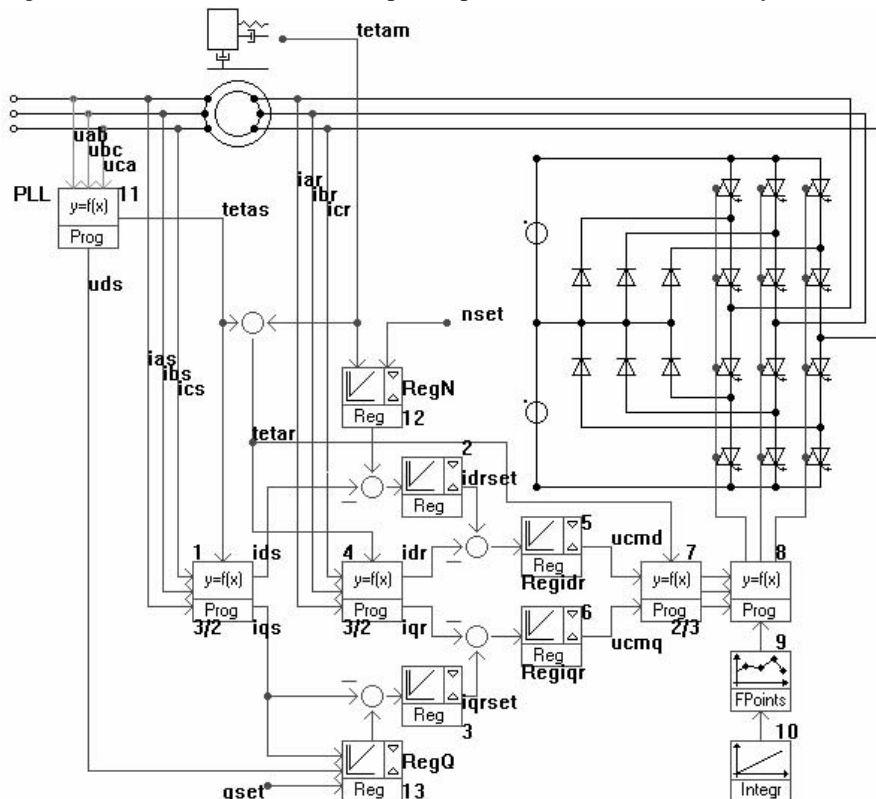 tetam
uab
ubc
uca
PLL
11
y=f(x)
Prog
tetas
iar
ibr
icr
uds
nset
ias
ibs
ics
RegN
Reg
12
tetar
2
idrset
Reg
1
ids
y=f(x)
Prog
3/2
iqs
4
idr
y=f(x)
Prog
3/2
iqr
5
Reg
Regidr
ucmd
6
Reg
Regiqr
ucmq
7
y=f(x)
Prog
2/3
8
y=f(x)
Prog
9
FPoints
iqrset
Reg
3
10
Integr
RegQ
Reg
13
qset